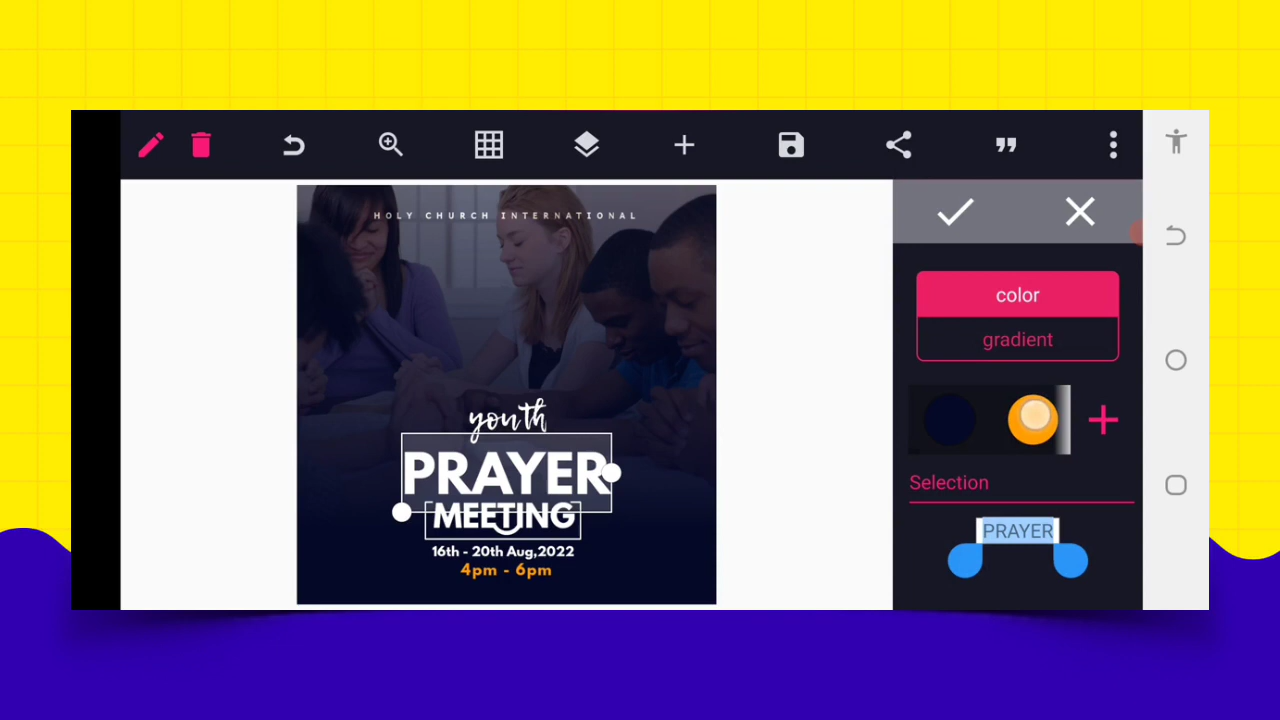 HOLY CHURCH INTERNATIONAL
youth
PRAYER
MEETING
16th - 20th Aug,2022
4pm - 6pm
color
gradient
Selection
PRAYER